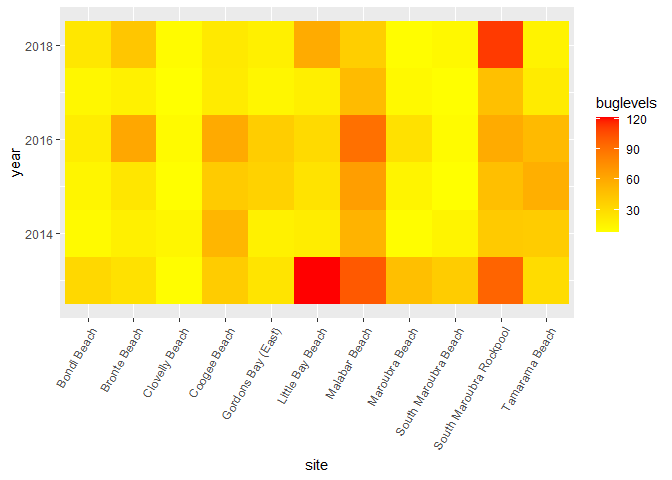 2018
2016
2014
year
buglevels
120
90
60
30
Bondi Beach
Bronte Beach
Clovelly Beach
Coogee Beach
Gordons Bay (East)
Little Bay Beach
Malabar Beach
Maroubra Beach
South Maroubra Beach
South Maroubra Rockpool
Tamarama Beach
site